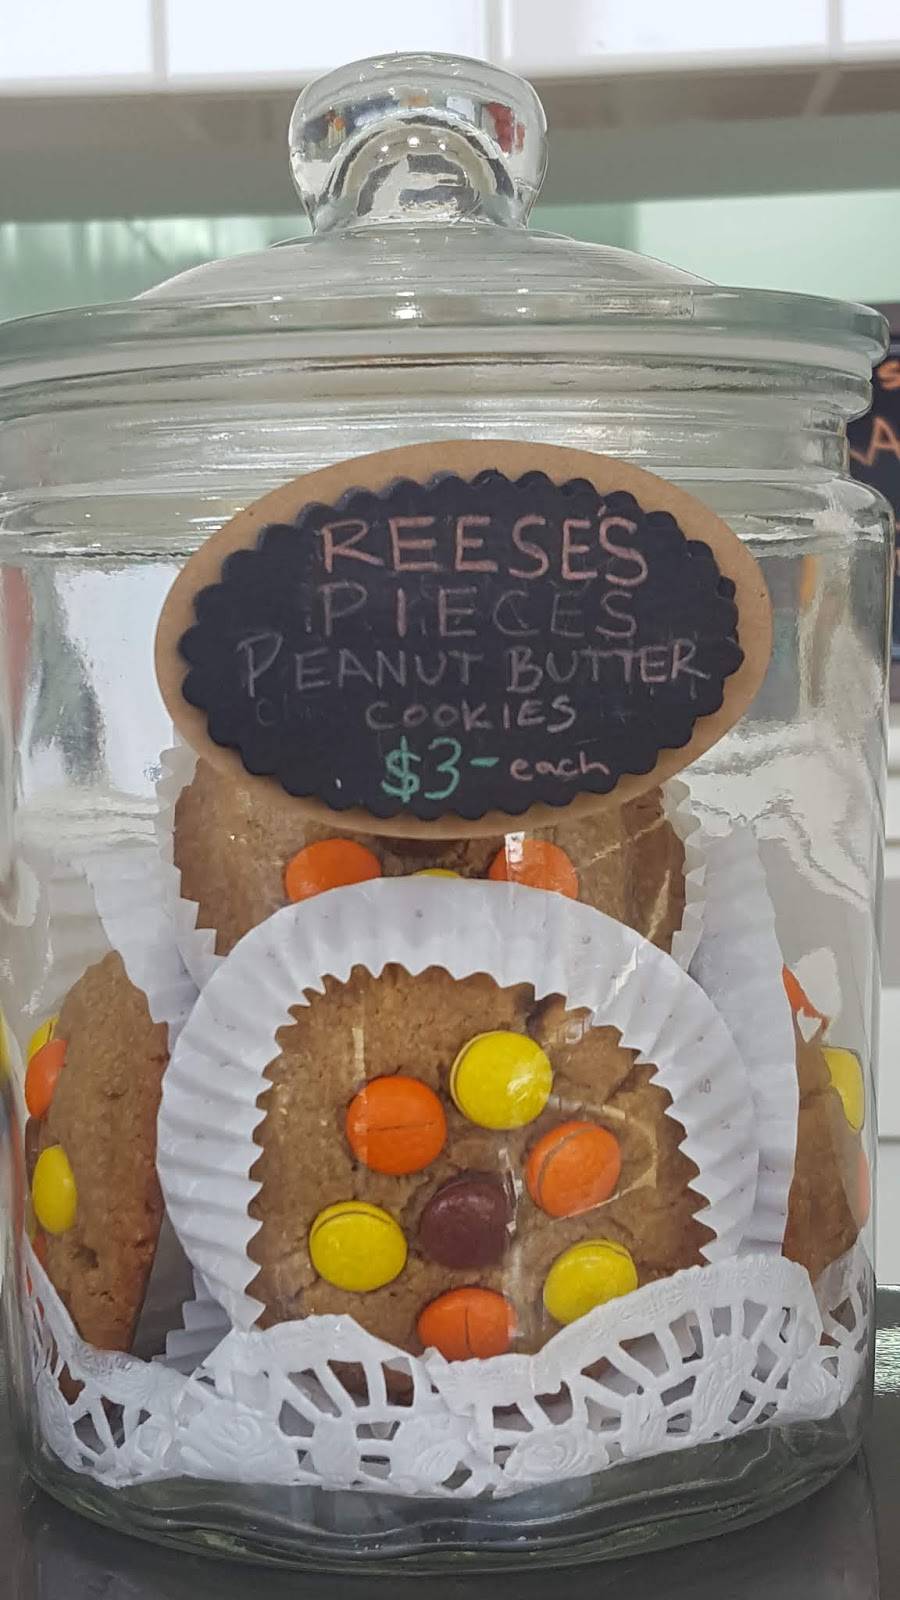 REESE'S
PIECES
PEANUT BUTTER
COOKIES
$3- each